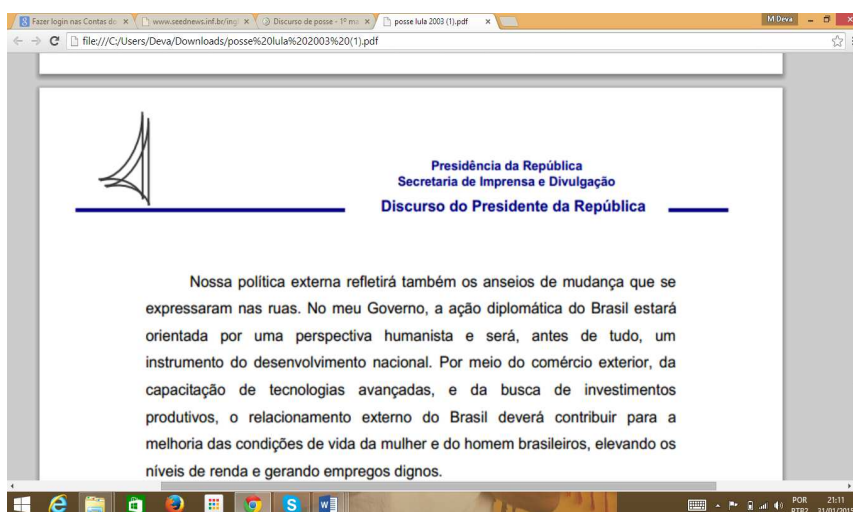 Fazer login nas Contas do
www.seednews.inf.br/ing
Discurso de posse - 1º ma
posse lula 2003 (1).pdf
M Deva
file:///C:/Users/Deva/Downloads/posse%20lula%202003%20(1).pdf
Presidência da República
Secretaria de Imprensa e Divulgação
Discurso do Presidente da República
Nossa política externa refletirá também os anseios de mudança que se
expressaram nas ruas. No meu Governo, a ação diplomática do Brasil estará
orientada por uma perspectiva humanista e será, antes de tudo, um
instrumento do desenvolvimento nacional. Por meio do comércio exterior, da
capacitação de tecnologias avançadas, e da busca de investimentos
produtivos, o relacionamento externo do Brasil deverá contribuir para a
melhoria das condições de vida da mulher e do homem brasileiros, elevando os
níveis de renda e gerando empregos dignos.
POR 21:11
PTB2 31/01/2015